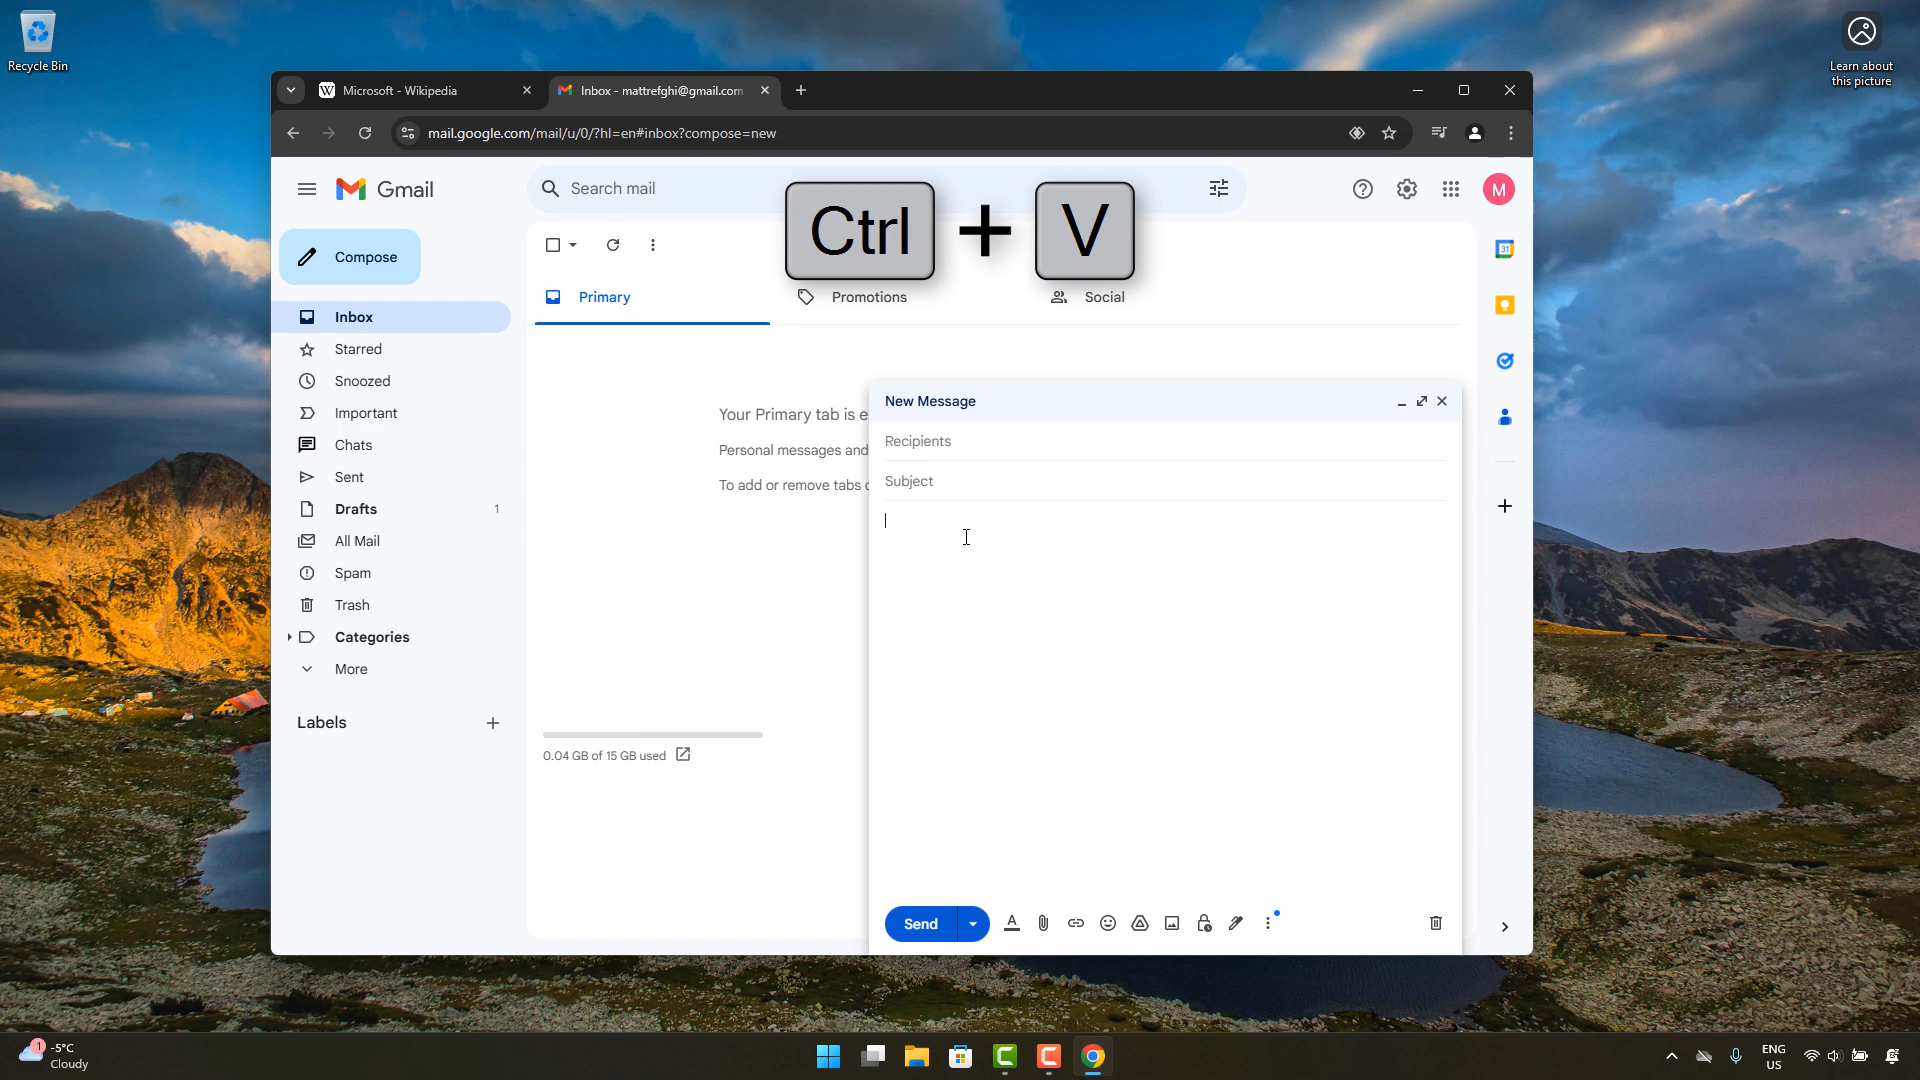 Recycle Bin
Learn about
this picture
Microsoft - Wikipedia
Inbox - mattrefghi@gmail.com
mail.google.com/mail/u/0/?hl=en#inbox?compose=new
Gmail
Search mail
M
Ctrl + V
Compose
31
Primary
Promotions
Social
Inbox
Starred
Snoozed
Important
Chats
Sent
Drafts 1
All Mail
Spam
Trash
Categories
More
Labels
Your Primary tab is e
Personal messages and
To add or remove tabs
0.04 GB of 15 GB used
New Message
Recipients
Subject
Send
1
-5°C
Cloudy
ENG
US